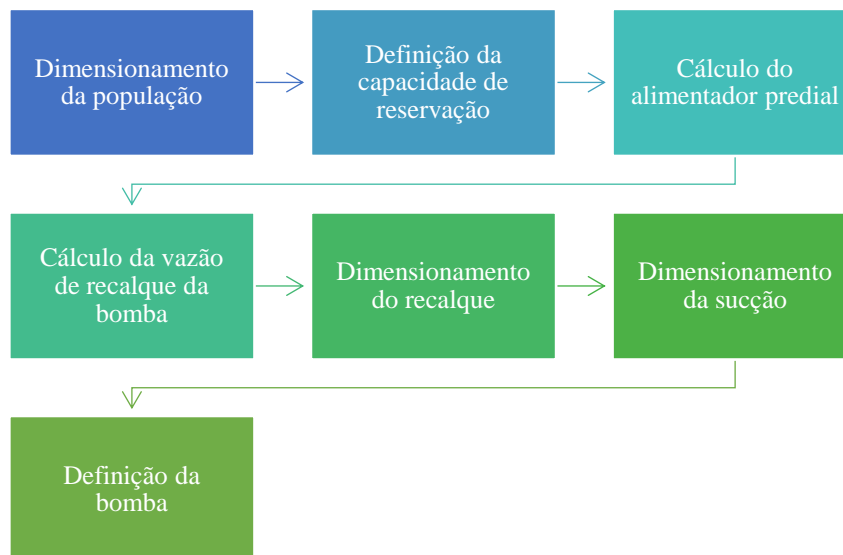 Dimensionamento
da população
Definição da
capacidade de
reservação
Cálculo do
alimentador predial
Cálculo da vazão
de recalque da
bomba
Dimensionamento
do recalque
Dimensionamento
da sucção
Definição da
bomba